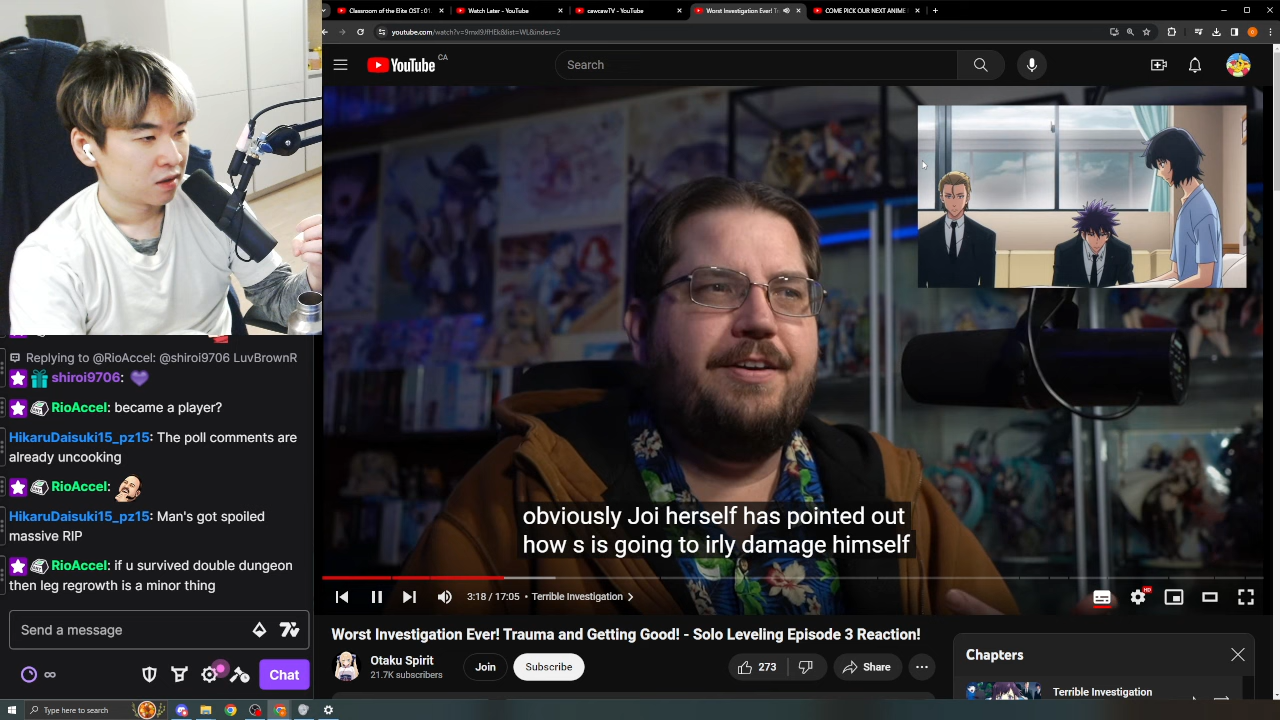 Classroom of the Elite OST : 01.
Watch Later - YouTube
cawcawTV - YouTube
Worst Investigation Ever! Tr
COME PICK OUR NEXT ANIME
youtube.com/watch?v=9mxl9JfHEk&list=WL&index=2
YouTube CA
Search
Replying to @RioAccel: @shiroi9706 LuvBrownR
shiroi9706:
RioAccel: became a player?
HikaruDaisuki15_pz15: The poll comments are
already uncooking
RioAccel:
HikaruDaisuki15_pz15: Man's got spoiled
massive RIP
RioAccel: if u survived double dungeon
then leg regrowth is a minor thing
Send a message
Chat
obviously Joi herself has pointed out
how s is going to irly damage himself
3:18 / 17:05 • Terrible Investigation
HD
Worst Investigation Ever! Trauma and Getting Good! - Solo Leveling Episode 3 Reaction!
Otaku Spirit
21.7K subscribers
Join
Subscribe
273
Share
Chapters
Terrible Investigation
Type here to search